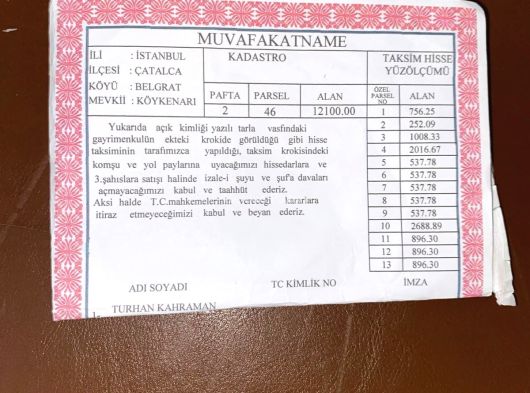 MUVAFAKATNAME
İLİ : İSTANBUL
İLÇESİ : ÇATALCA
KÖYÜ : BELGRAT
MEVKİİ : KÖYKENARI
KADASTRO
PAFTA PARSEL ALAN
2 46 12100.00
TAKSİM HİSSE
YÜZÖLÇÜMÜ
ÖZEL PARSEL NO ALAN
1 756.25
2 252.09
3 1008.33
4 2016.67
5 537.78
6 537.78
7 537.78
8 537.78
9 537.78
10 2688.89
11 896.30
12 896.30
13 896.30
Yukarıda açık kimliği yazılı tarla vasfındaki
gayrimenkulün ekteki krokide görüldüğü gibi hisse
taksiminin tarafımızca yapıldığı, taksim krokisindeki
komşu ve yol paylarına uyacağımızı hissedarlara ve
3.şahıslara satışı halinde izale-i şuyu ve şufa davaları
açmayacağımızı kabul ve taahhüt ederiz.
Aksi halde T.C.mahkemelerinin vereceği kararlara
itiraz etmeyeceğimizi kabul ve beyan ederiz.
ADI SOYADI TC KİMLİK NO İMZA
TURHAN KAHRAMAN